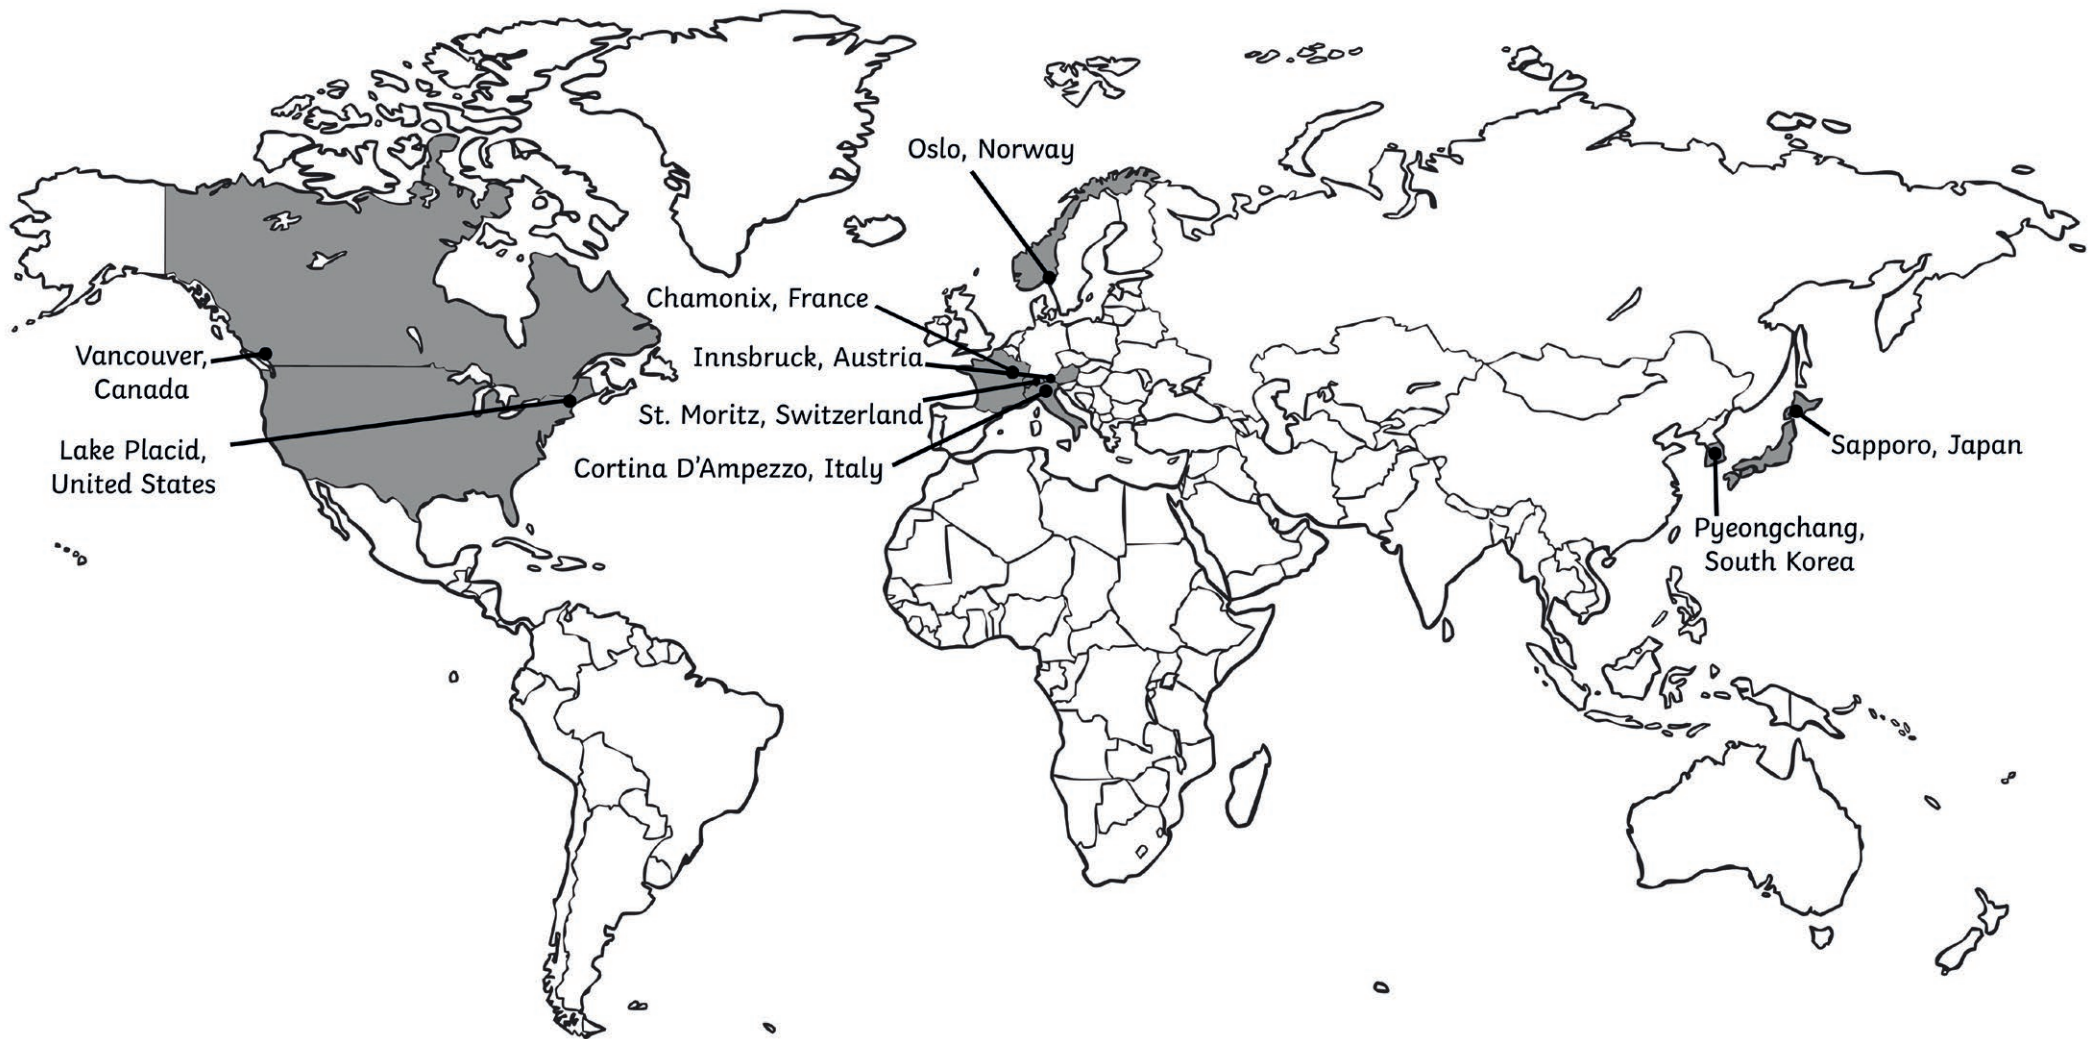 Oslo, Norway
Chamonix, France
Innsbruck, Austria
Vancouver,
Canada
St. Moritz, Switzerland
Lake Placid,
United States
Cortina D'Ampezzo, Italy
Sapporo, Japan
Pyeongchang,
South Korea